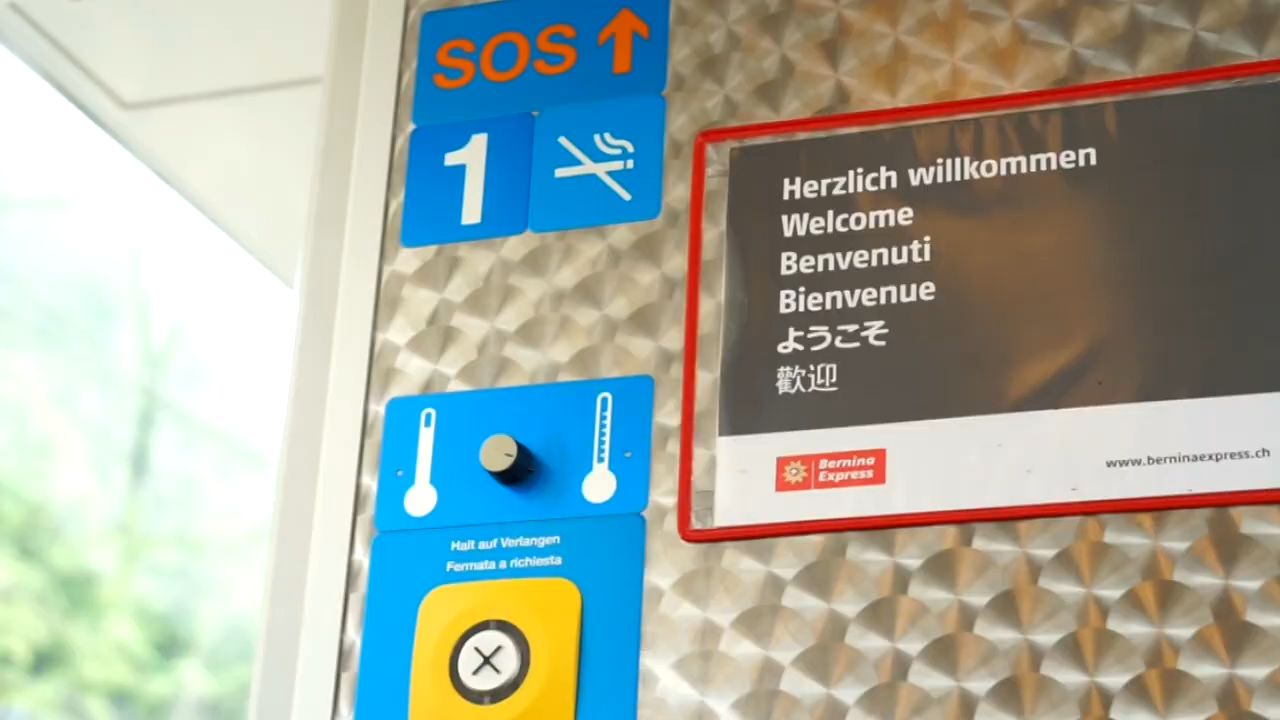 SOS
1
Herzlich willkommen
Welcome
Benvenuti
Bienvenue
ようこそ
歡迎
Bernina
Express
www.berninaexpress.ch
Halt auf Verlangen
Fermata a richiesta